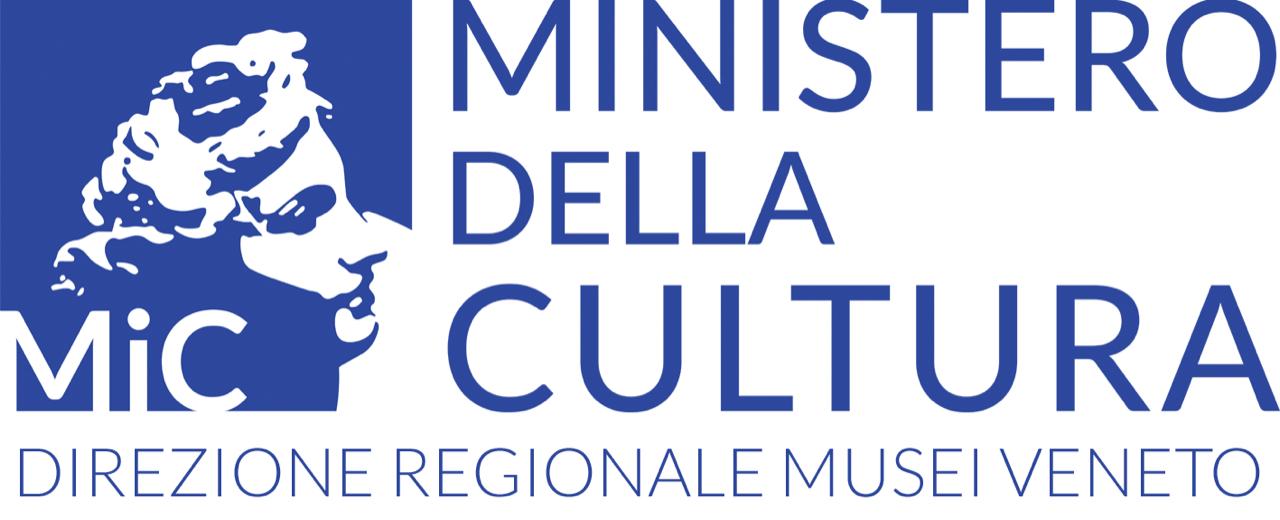 MINISTERO
DELLA
CULTURA
MiC
DIREZIONE REGIONALE MUSEI VENETO